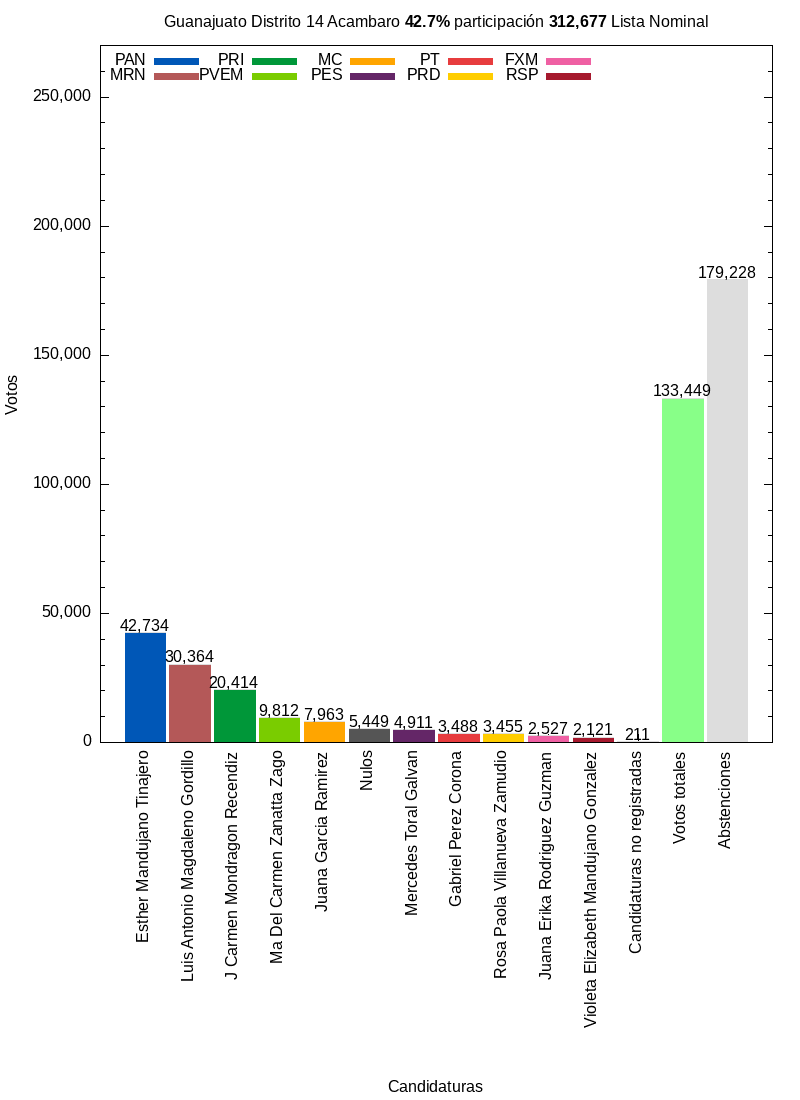 Guanajuato Distrito 14 Acambaro 42.7% participación 312,677 Lista Nominal
PAN PRI MC PT FXM
MRN PVEM PES PRD RSP
250,000
200,000
150,000
100,000
50,000
0
Votos
179,228
133,449
42,734
30,364
20,414
9,812
7,963
5,449
4,911
3,488
3,455
2,527
2,121
211
Esther Mandujano Tinajero
Luis Antonio Magdaleno Gordillo
J Carmen Mondragon Recendiz
Ma Del Carmen Zanatta Zago
Juana Garcia Ramirez
Nulos
Mercedes Toral Galvan
Gabriel Perez Corona
Rosa Paola Villanueva Zamudio
Juana Erika Rodriguez Guzman
Violeta Elizabeth Mandujano Gonzalez
Candidaturas no registradas
Votos totales
Abstenciones
Candidaturas